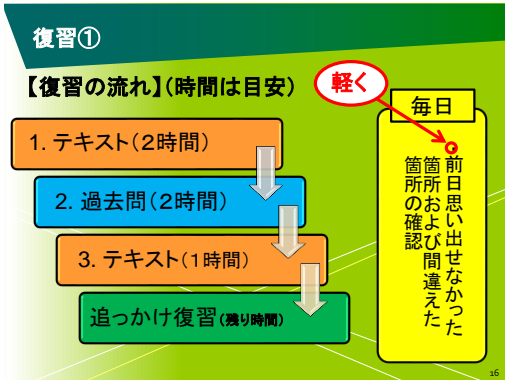 復習①
【復習の流れ】(時間は目安)
軽く
毎日
1. テキスト(2時間)
2. 過去問(2時間)
3. テキスト(1時間)
追っかけ復習(残り時間)
前日思い出せなかった
箇所および間違えた
箇所の確認
16